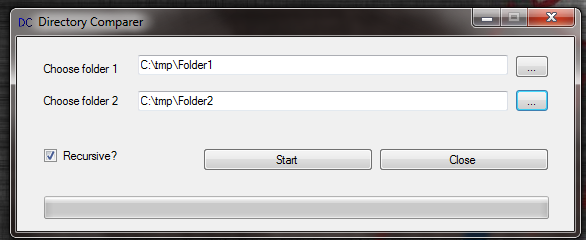 DC Directory Comparer
Choose folder 1 C:\tmp\Folder1 ...
Choose folder 2 C:\tmp\Folder2 ...
Recursive? Start Close